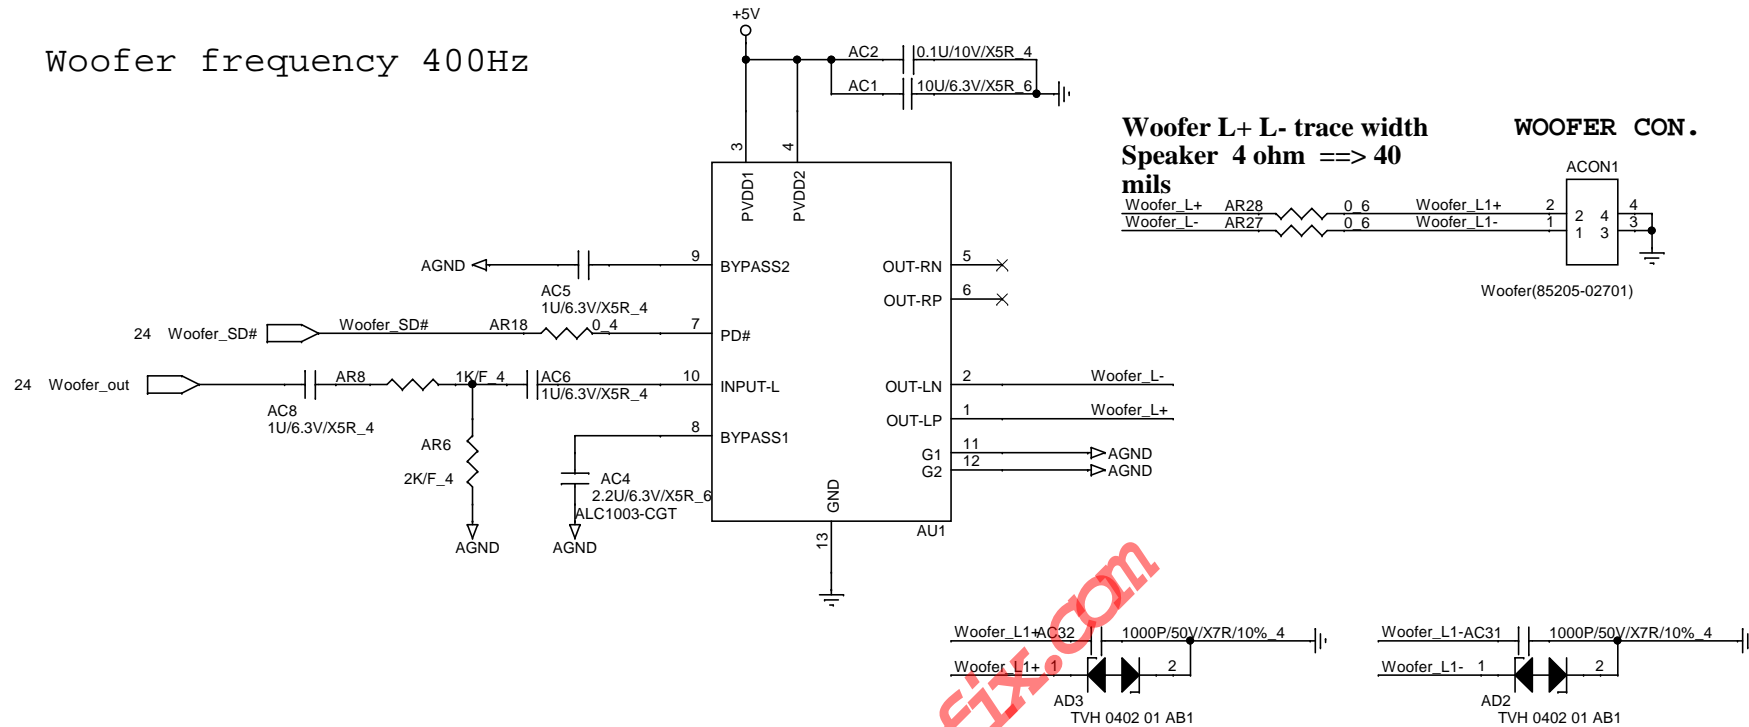 Woofer frequency 400Hz
+5V
AC2 0.1U/10V/X5R_4
AC1 10U/6.3V/X5R_6
3 4
PVDD1 PVDD2
Woofer L+ L- trace width
Speaker 4 ohm ==> 40
mils
WOOFER CON.
ACON1
Woofer_L+ AR28 0_6 Woofer_L1+ 2 2 4 4
Woofer_L- AR27 0_6 Woofer_L1- 1 1 3 3
Woofer(85205-02701)
AGND 9 BYPASS2
AC5
1U/6.3V/X5R_4
OUT-RN 5
OUT-RP 6
24 Woofer_SD# Woofer_SD# AR18 0_4 7 PD#
24 Woofer_out AR8 1K/F_4 AC6 10 INPUT-L
1U/6.3V/X5R_4
AC8
1U/6.3V/X5R_4
OUT-LN 2 Woofer_L-
OUT-LP 1 Woofer_L+
8 BYPASS1
AR6
2K/F_4
AC4
2.2U/6.3V/X5R_6
ALC1003-CGT
G1 11 AGND
G2 12 AGND
GND
13
AU1
AGND AGND
Woofer_L1+ AC32 1000P/50V/X7R/10%_4
Woofer_L1+ 1 2
AD3
TVH 0402 01 AB1
Woofer_L1- AC31 1000P/50V/X7R/10%_4
Woofer_L1- 1 2
AD2
TVH 0402 01 AB1
fix.com